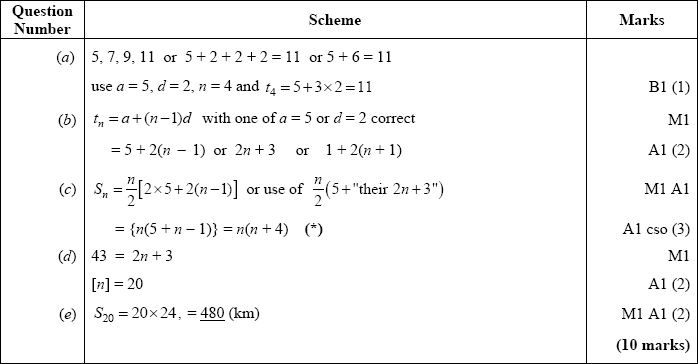 Question Number Scheme Marks
(a) 5, 7, 9, 11 or 5 + 2 + 2 + 2 = 11 or 5 + 6 = 11
use a = 5, d = 2, n = 4 and t₄ = 5 + 3×2 = 11 B1 (1)
(b) tₙ = a + (n−1)d with one of a = 5 or d = 2 correct M1
= 5 + 2(n − 1) or 2n + 3 or 1 + 2(n + 1) A1 (2)
(c) Sₙ = n/2[2×5 + 2(n−1)] or use of n/2(5 + "their 2n + 3") M1 A1
= {n(5 + n − 1)} = n(n + 4) (*) A1 cso (3)
(d) 43 = 2n + 3 M1
[n] = 20 A1 (2)
(e) S₂₀ = 20×24, = 480 (km) M1 A1 (2)
(10 marks)